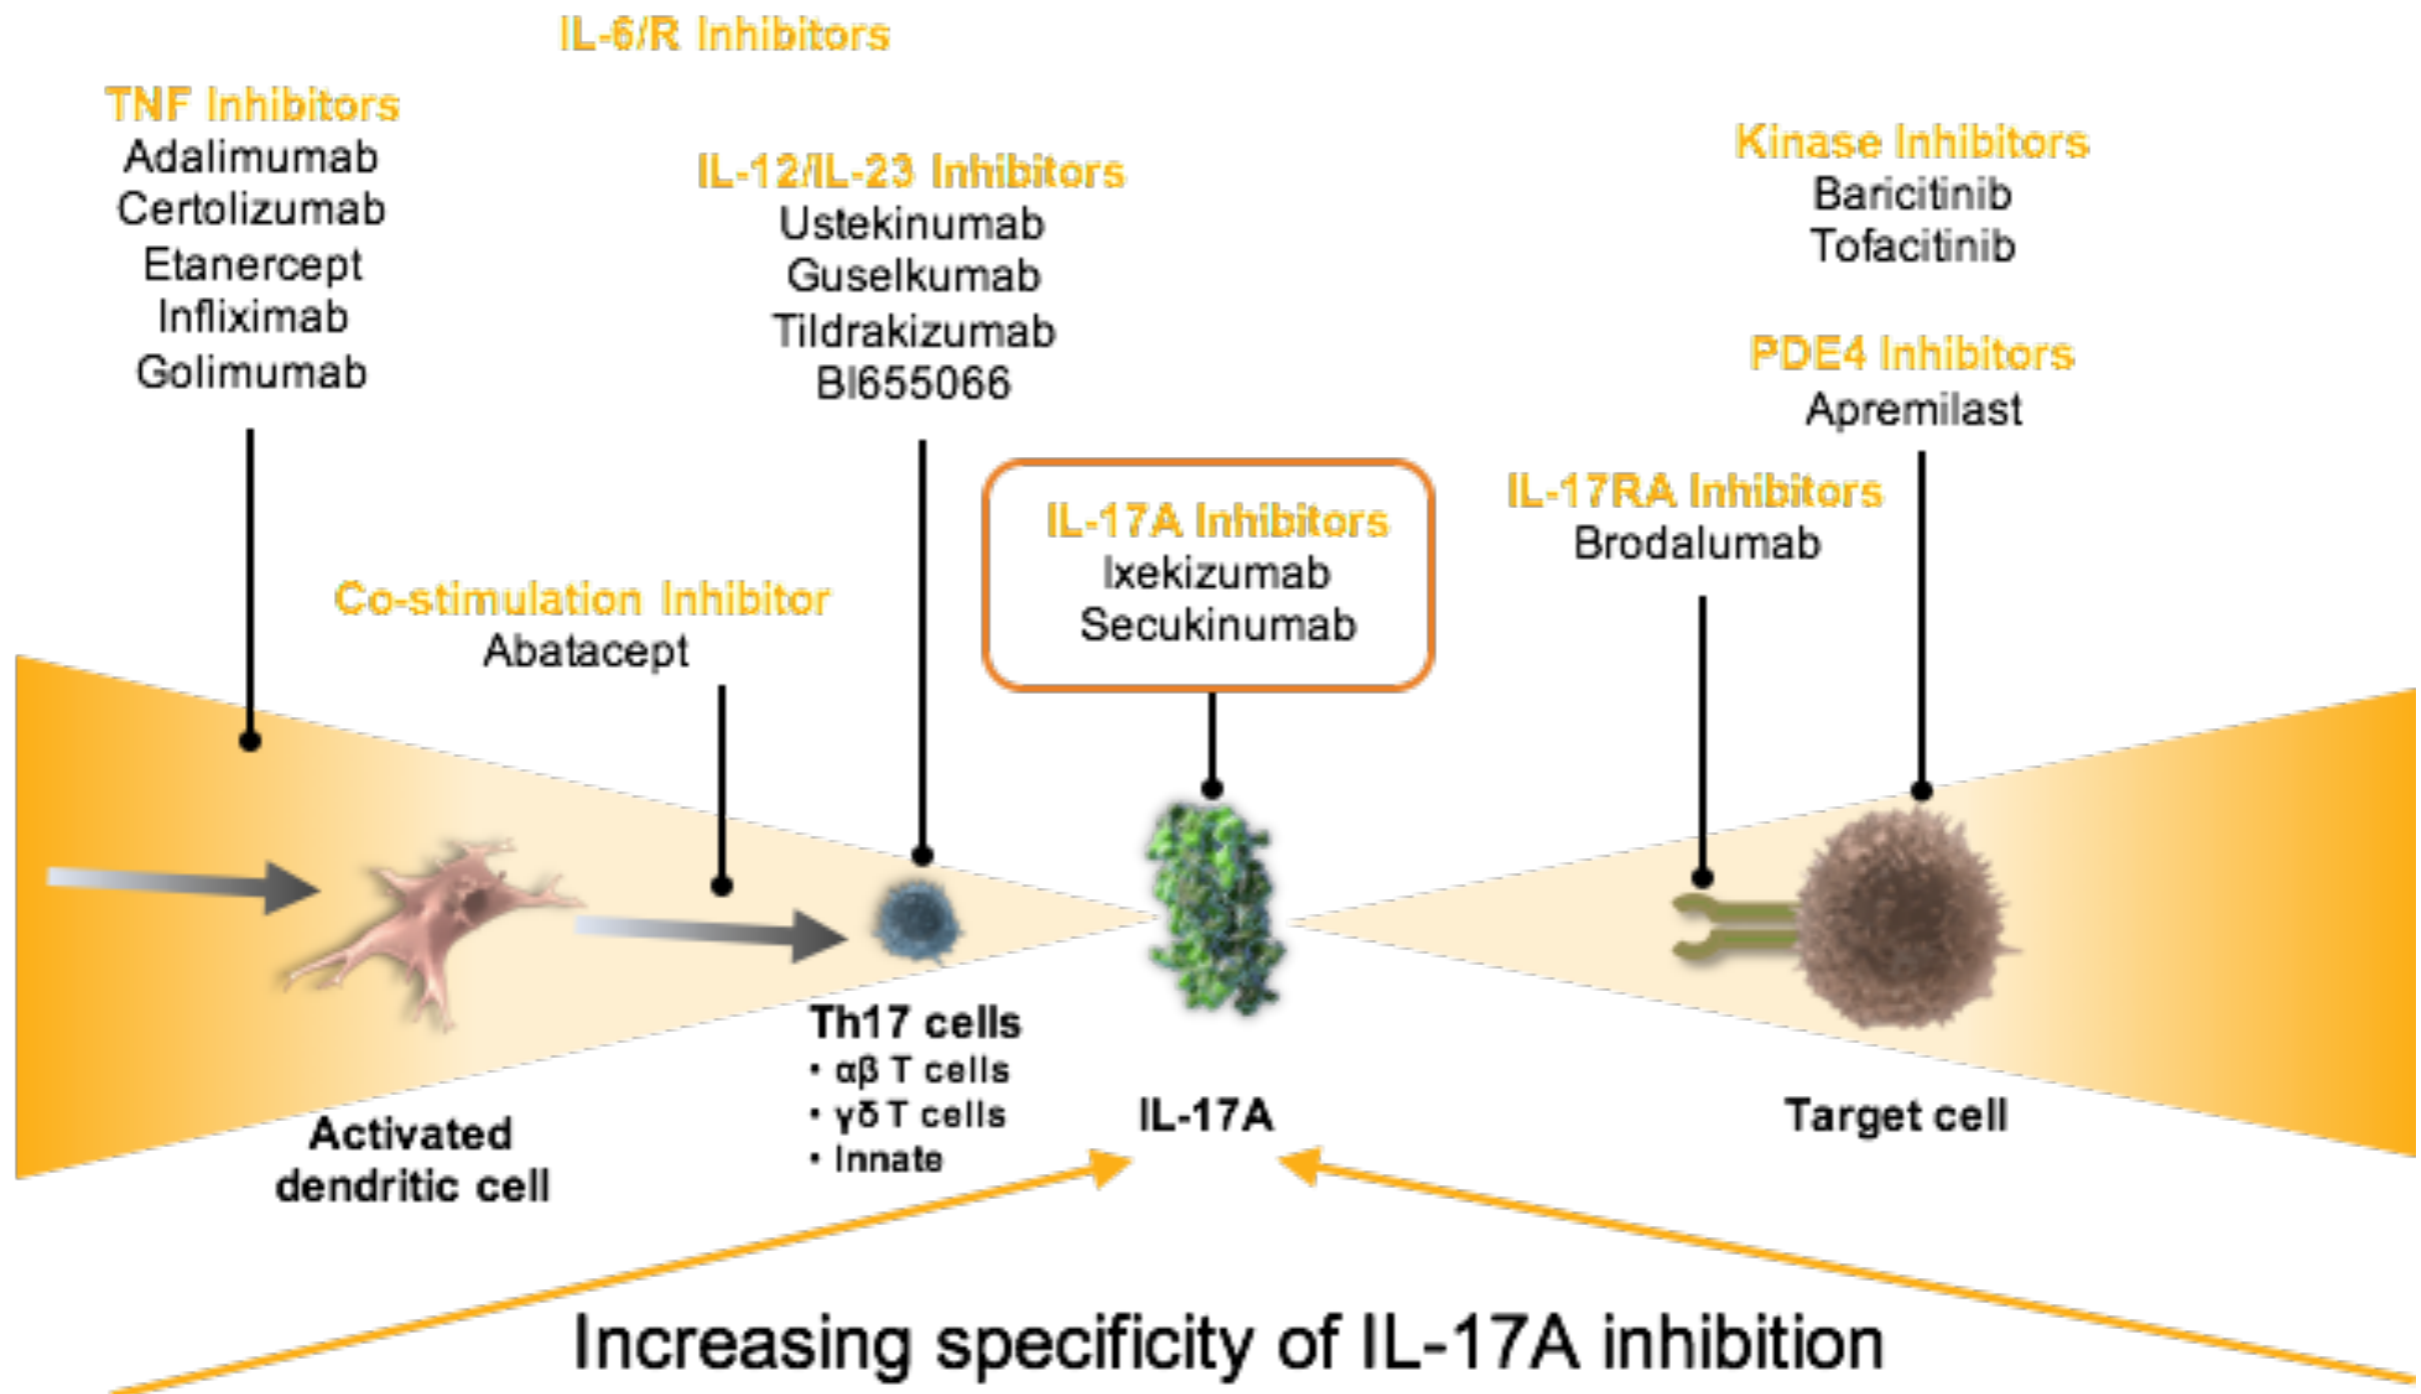 IL-6/R Inhibitors
TNF Inhibitors
Adalimumab
Certolizumab
Etanercept
Infliximab
Golimumab
IL-12/IL-23 Inhibitors
Ustekinumab
Guselkumab
Tildrakizumab
BI655066
Kinase Inhibitors
Baricitinib
Tofacitinib
PDE4 Inhibitors
Apremilast
IL-17A Inhibitors
Ixekizumab
Secukinumab
IL-17RA Inhibitors
Brodalumab
Co-stimulation Inhibitor
Abatacept
Activated
dendritic cell
Th17 cells
• αβ T cells
• γδ T cells
• Innate
IL-17A
Target cell
Increasing specificity of IL-17A inhibition